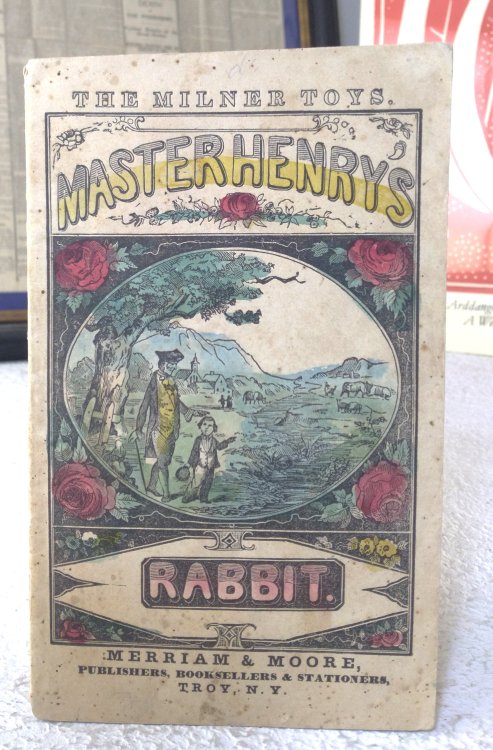 THE MILNER TOYS.
MASTER HENRY'S
RABBIT.
MERRIAM & MOORE,
PUBLISHERS, BOOKSELLERS & STATIONERS,
TROY, N.Y.
A W